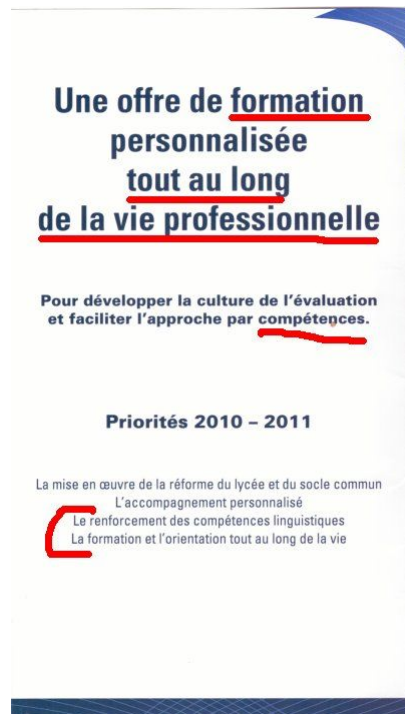 Une offre de formation
personnalisée
tout au long
de la vie professionnelle
Pour développer la culture de l'évaluation
et faciliter l'approche par compétences.
Priorités 2010 – 2011
La mise en œuvre de la réforme du lycée et du socle commun
L'accompagnement personnalisé
Le renforcement des compétences linguistiques
La formation et l'orientation tout au long de la vie